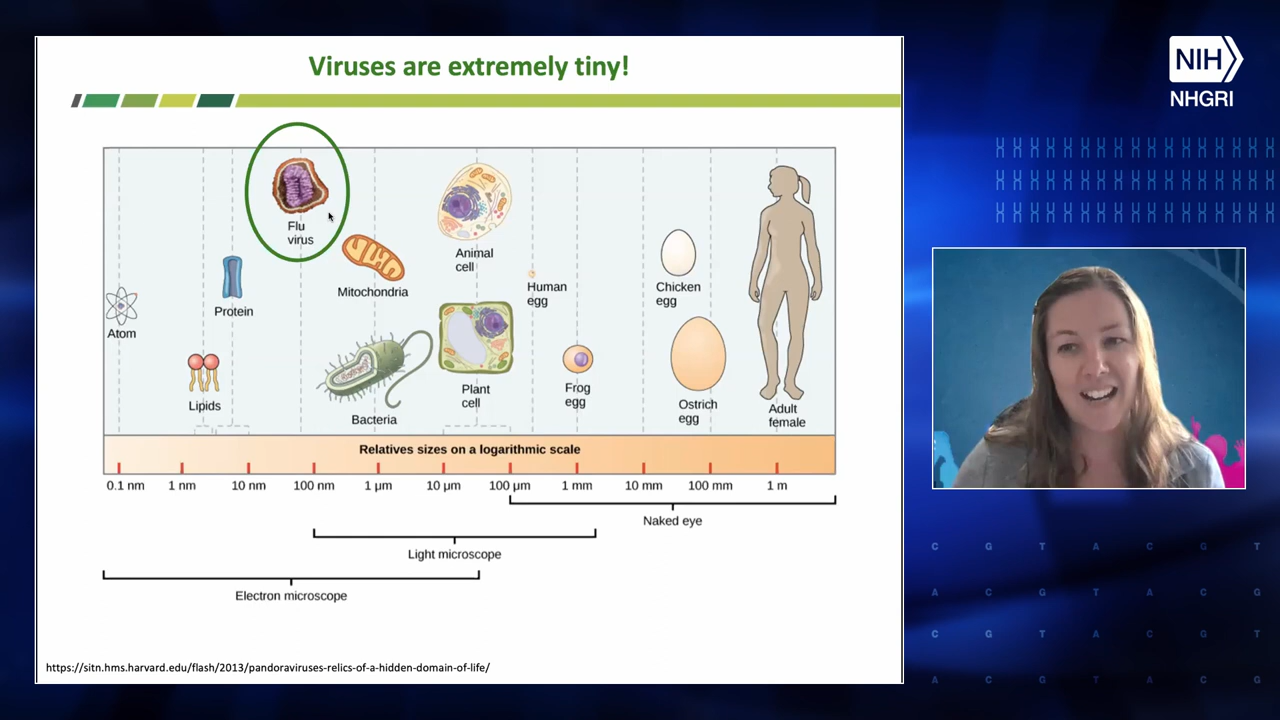 Viruses are extremely tiny!
NIH
NHGRI
Flu
virus
Animal
cell
Mitochondria
Human
egg
Chicken
egg
Protein
Atom
Lipids
Bacteria
Plant
cell
Frog
egg
Ostrich
egg
Adult
female
Relatives sizes on a logarithmic scale
0.1 nm 1 nm 10 nm 100 nm 1 μm 10 μm 100 μm 1 mm 10 mm 100 mm 1 m
Naked eye
Light microscope
Electron microscope
https://sitn.hms.harvard.edu/flash/2013/pandoraviruses-relics-of-a-hidden-domain-of-life/
C G T A C G T
A C G T A C G
C G T A C G T
A C G T A C G